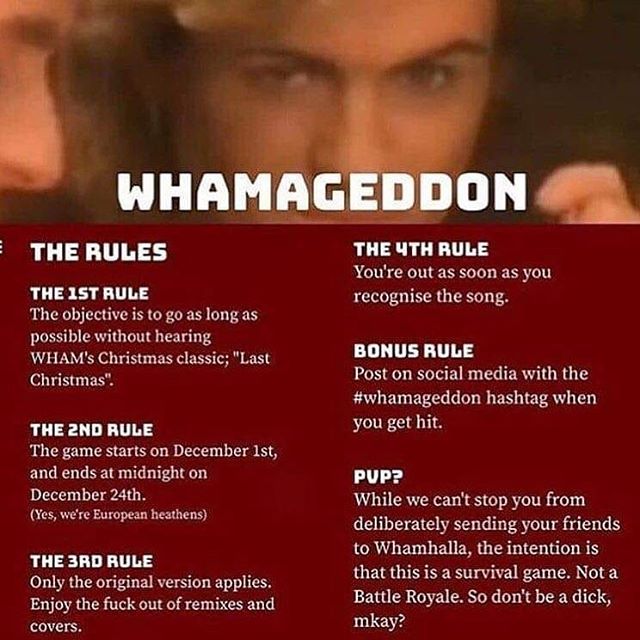 WHAMAGEDDON
THE RULES
THE 1ST RULE
The objective is to go as long as
possible without hearing
WHAM's Christmas classic; "Last
Christmas".
THE 2ND RULE
The game starts on December 1st,
and ends at midnight on
December 24th.
(Yes, we're European heathens)
THE 3RD RULE
Only the original version applies.
Enjoy the fuck out of remixes and
covers.
THE 4TH RULE
You're out as soon as you
recognise the song.
BONUS RULE
Post on social media with the
#whamageddon hashtag when
you get hit.
PVP?
While we can't stop you from
deliberately sending your friends
to Whamhalla, the intention is
that this is a survival game. Not a
Battle Royale. So don't be a dick,
mkay?